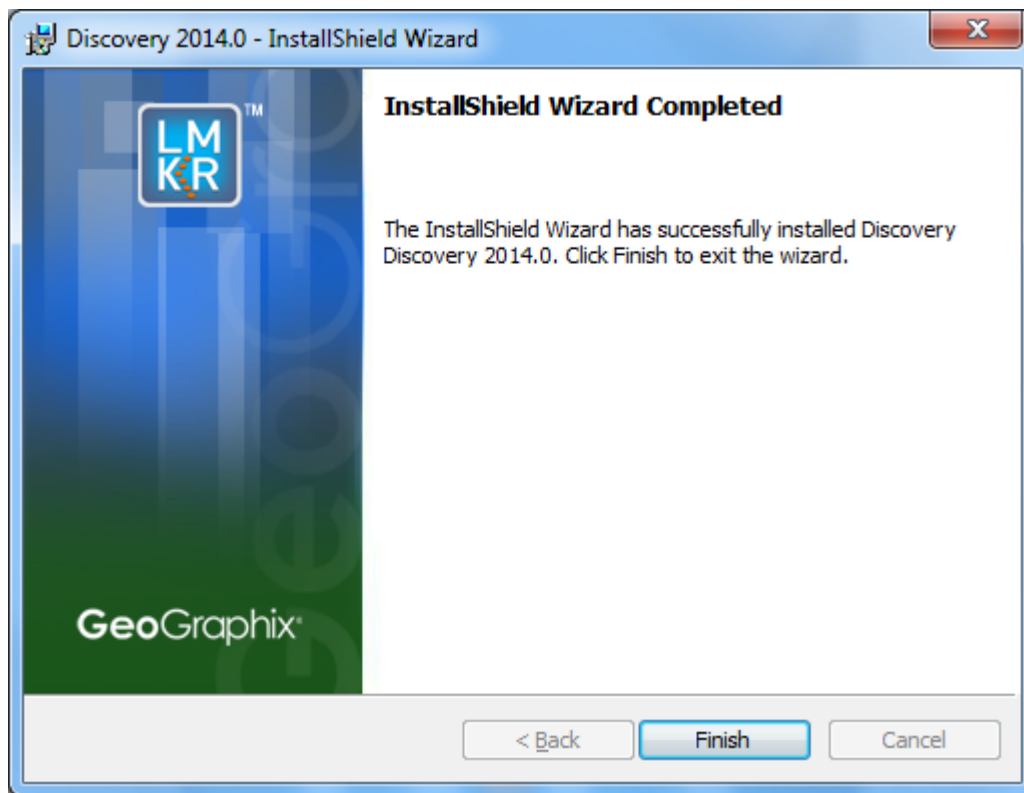 Discovery 2014.0 - InstallShield Wizard
LM
KR
TM
InstallShield Wizard Completed
The InstallShield Wizard has successfully installed Discovery
Discovery 2014.0. Click Finish to exit the wizard.
GeoGraphix
GeoGraphix®
< Back
Finish
Cancel